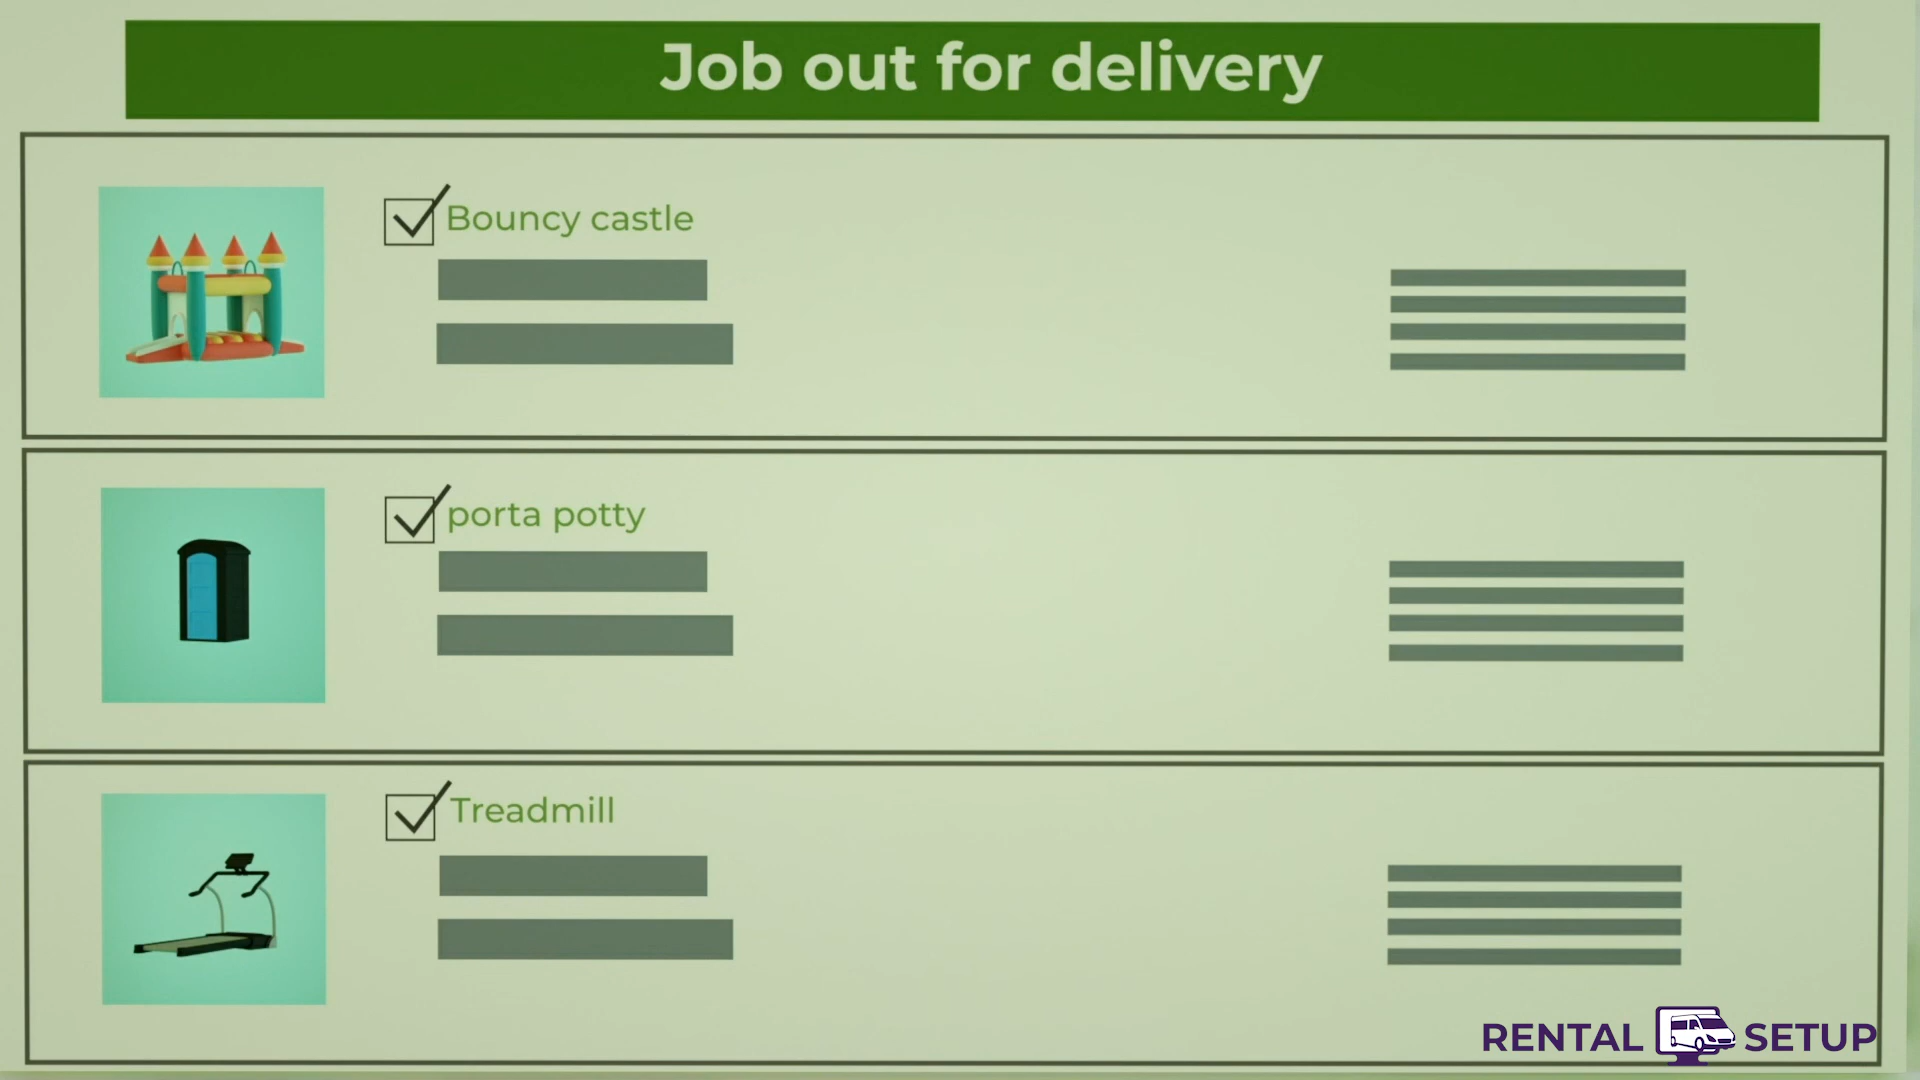 Job out for delivery
Bouncy castle
porta potty
Treadmill
RENTAL SETUP